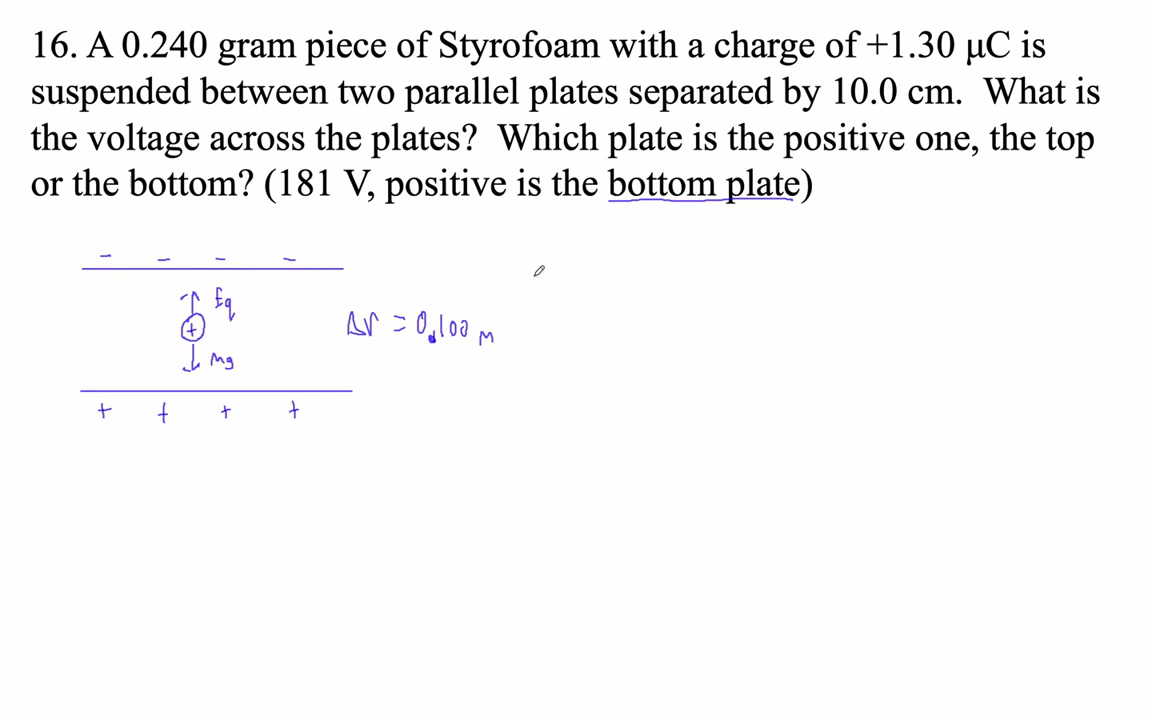 16. A 0.240 gram piece of Styrofoam with a charge of +1.30 μC is
suspended between two parallel plates separated by 10.0 cm.  What is
the voltage across the plates?  Which plate is the positive one, the top
or the bottom? (181 V, positive is the bottom plate)
- - - -
Eq
+
Δr = 0.100 m
mg
+ + + +